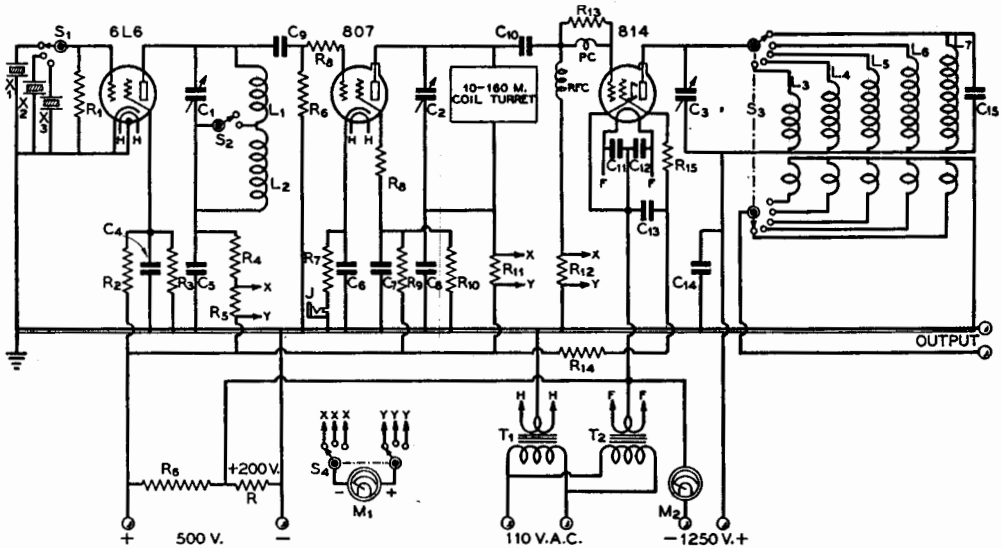 6L6
807
814
S1
X1
X2
X3
R1
H H
C1
S2
L1
L2
C9
R8
R6
H H
R8
C2
10-160 M.
COIL TURRET
C10
R13
PC
RFC
C11 C12
F F
C13
R15
C3
S3
L3
L4
L5
L6
L7
C15
C4
R2
R3
C5
R4
X
R5
Y
R7
J
C6
C7
R9
C8
R10
X
R11
Y
X
R12
Y
C14
R14
OUTPUT
X X X
Y Y Y
S4
- +
M1
H H
T1
F F
T2
R6
+200 V.
R
M2
+ 500 V. -
110 V. A.C.
- 1250 V. +